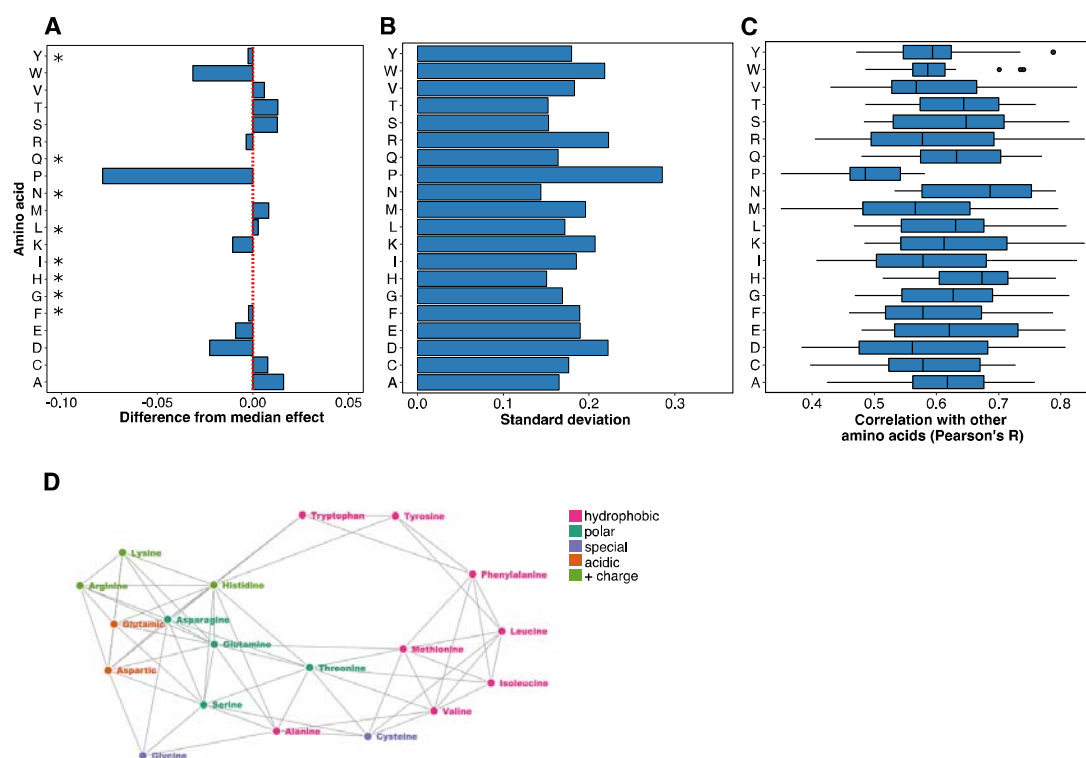 A
B
C
Y *
W
V
T
S
R
Q *
P
N *
M
L *
K
I *
H *
G *
F *
E
D
C
A
Amino acid
-0.10 -0.05 0.00 0.05
Difference from median effect
Y
W
V
T
S
R
Q
P
N
M
L
K
I
H
G
F
E
D
C
A
0.0 0.1 0.2 0.3
Standard deviation
Y
W
V
T
S
R
Q
P
N
M
L
K
I
H
G
F
E
D
C
A
0.4 0.5 0.6 0.7 0.8
Correlation with other
amino acids (Pearson's R)
D
Tryptophan
Tyrosine
Lysine
Phenylalanine
Arginine
Histidine
Asparagine
Glutamic
Leucine
Glutamine
Methionine
Aspartic
Threonine
Isoleucine
Serine
Valine
Alanine
Cysteine
Glycine
hydrophobic
polar
special
acidic
+ charge